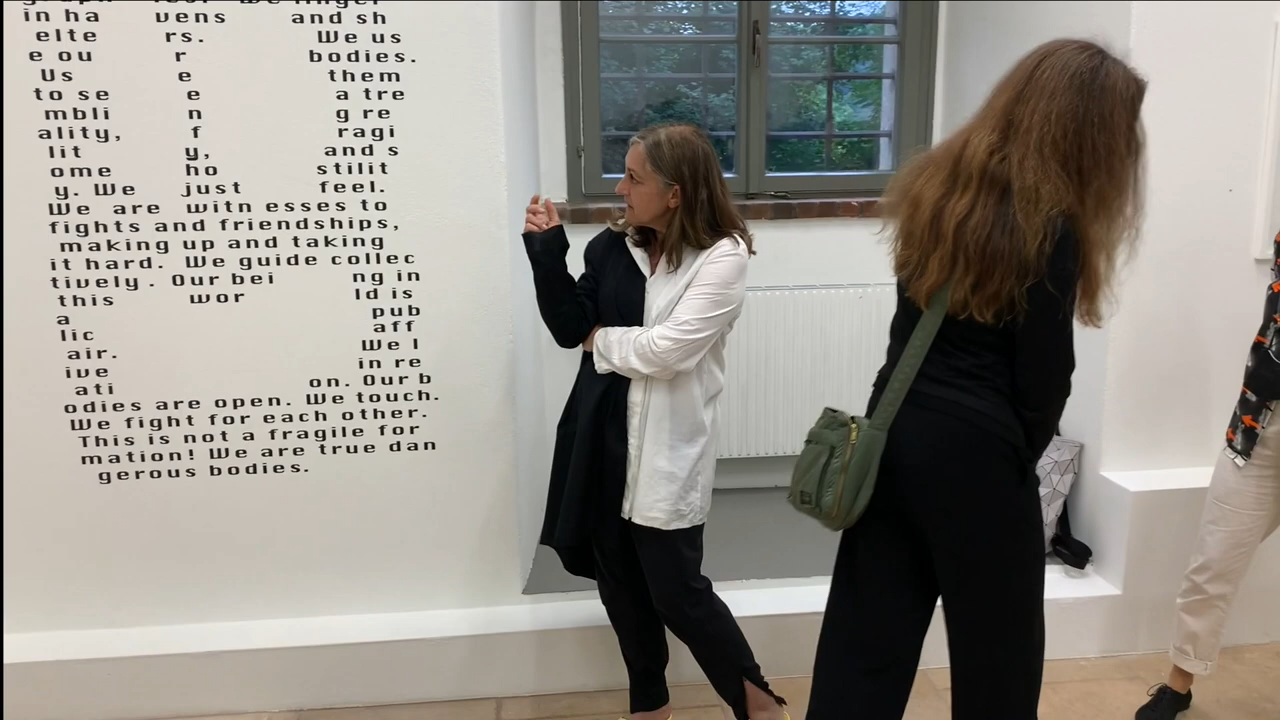 in ha vens and sh
elte rs. We us
e ou r bodies.
Us e them
to se e a tre
mbli n g re
ality, f ragi
lit y, and s
ome ho stilit
y. We just feel.
We are witn esses to
fights and friendships,
making up and taking
it hard. We guide collec
tively. Our bei ng in
this wor ld is
a pub
lic aff
air. We l
ive in re
ati on. Our b
odies are open. We touch.
We fight for each other.
This is not a fragile for
mation! We are true dan
gerous bodies.